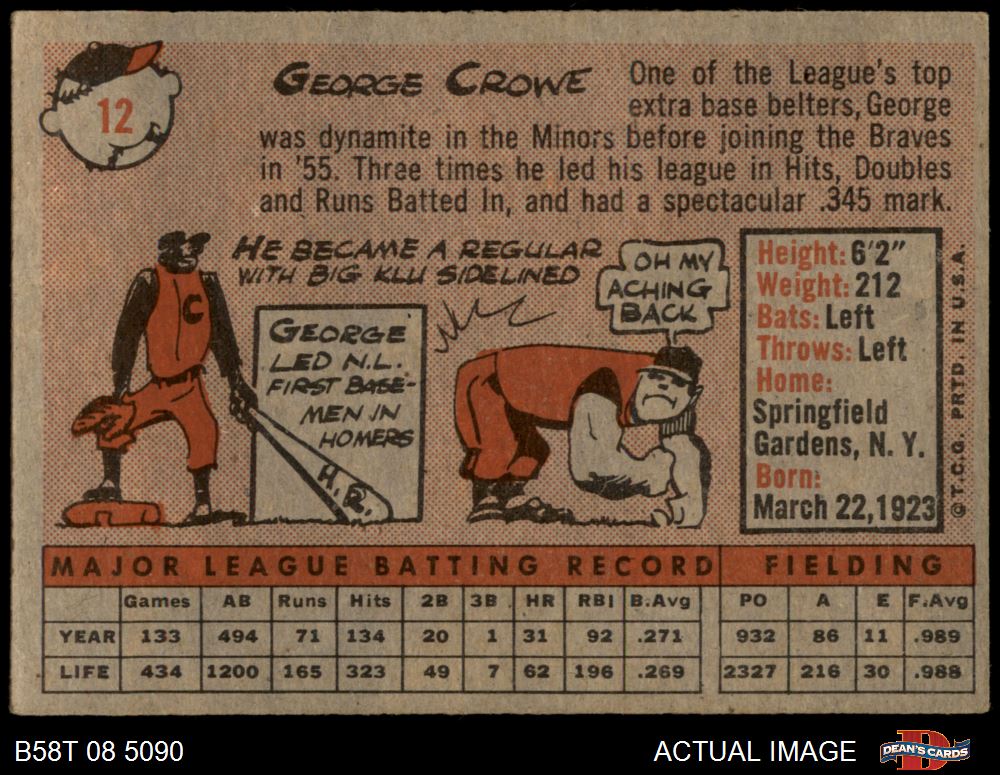 12
GEORGE CROWE
One of the League's top
extra base belters, George
was dynamite in the Minors before joining the Braves
in '55. Three times he led his league in Hits, Doubles
and Runs Batted In, and had a spectacular .345 mark.
HE BECAME A REGULAR
WITH BIG KLU SIDELINED
C
GEORGE
LED N.L.
FIRST BASE-
MEN IN
HOMERS
H.R.
OH MY
ACHING
BACK
Height: 6'2"
Weight: 212
Bats: Left
Throws: Left
Home:
Springfield
Gardens, N. Y.
Born:
March 22, 1923
©T.C.G. PRTD. IN U.S.A.
MAJOR LEAGUE BATTING RECORD FIELDING
Games AB Runs Hits 2B 3B HR RBI B.Avg PO A E F.Avg
YEAR 133 494 71 134 20 1 31 92 .271 932 86 11 .989
LIFE 434 1200 165 323 49 7 62 196 .269 2327 216 30 .988
B58T 08 5090 ACTUAL IMAGE DEAN'S CARDS